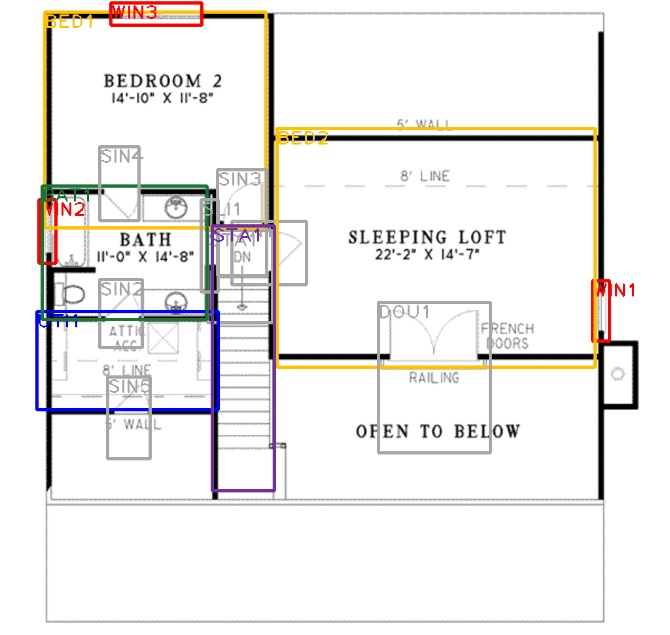 WIN3
BED1
BEDROOM 2
14'-10" X 11'-8"
5' WALL
BED2
SIN4
SIN3
8' LINE
BAT1
WIN2
SLI1
STA1
BATH
11'-0" X 14'-8"
SLEEPING LOFT
22'-2" X 14'-7"
DN
SIN2
WIN1
DOU1
UTH1
ATTIC
ACC.
FRENCH
DOORS
8' LINE
RAILING
SIN5
5' WALL
OPEN TO BELOW